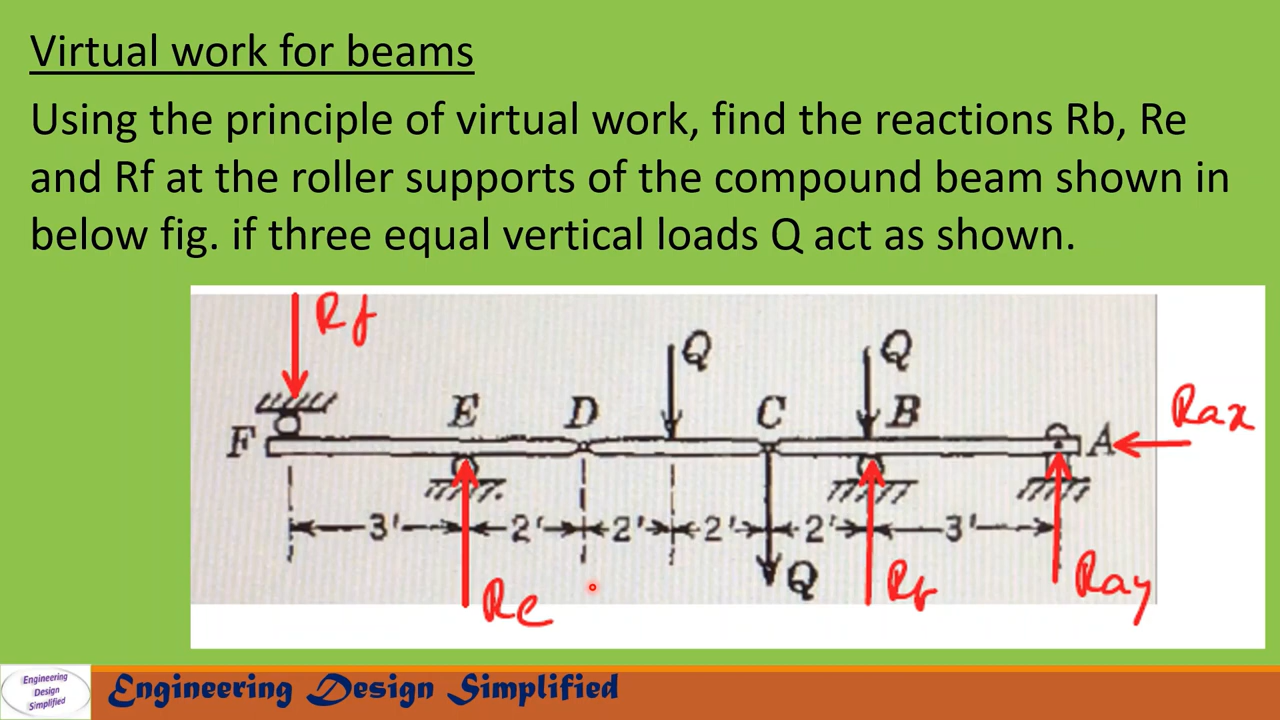 Virtual work for beams
Using the principle of virtual work, find the reactions Rb, Re
and Rf at the roller supports of the compound beam shown in
below fig. if three equal vertical loads Q act as shown.
Rf
Q Q
F E D C B A Rax
3' 2' 2' 2' 2' 3'
Re Q Rb Ray
Engineering
Design
Simplified
Engineering Design Simplified